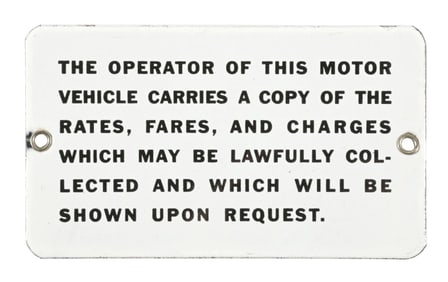 THE OPERATOR OF THIS MOTOR
VEHICLE CARRIES A COPY OF THE
RATES, FARES, AND CHARGES
WHICH MAY BE LAWFULLY COL-
LECTED AND WHICH WILL BE
SHOWN UPON REQUEST.